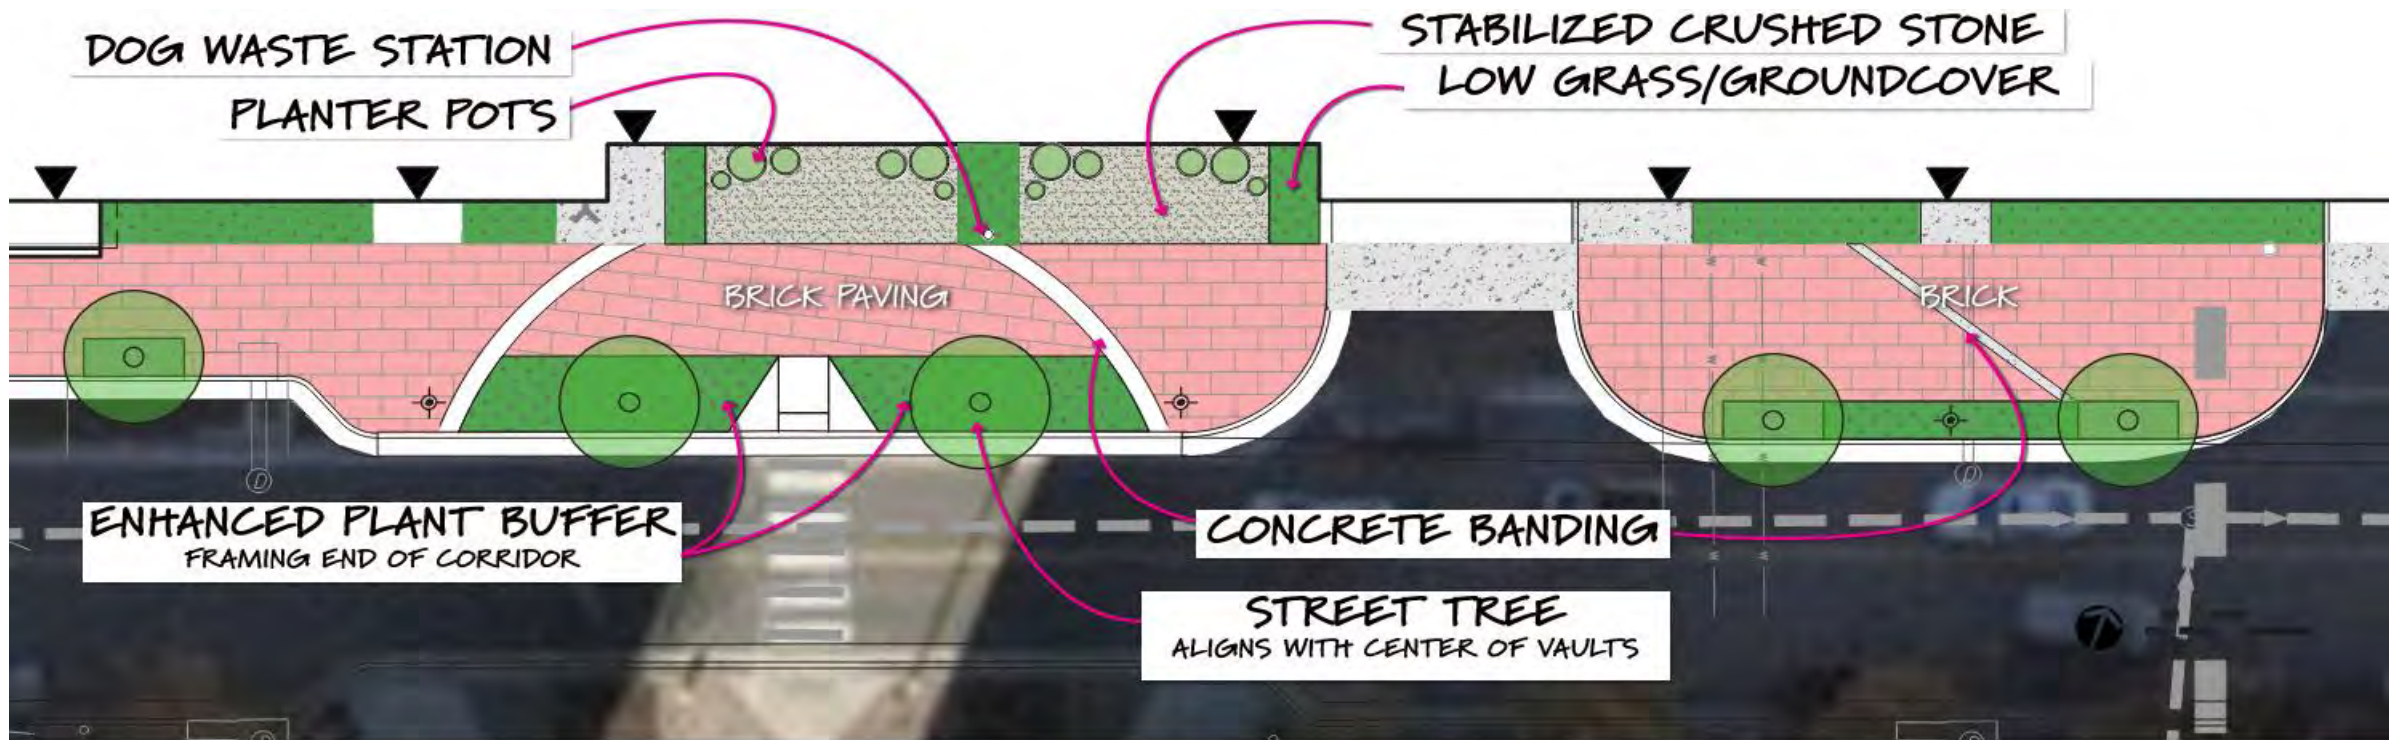 DOG WASTE STATION
PLANTER POTS
STABILIZED CRUSHED STONE
LOW GRASS/GROUNDCOVER
BRICK PAVING
BRICK
ENHANCED PLANT BUFFER
FRAMING END OF CORRIDOR
CONCRETE BANDING
STREET TREE
ALIGNS WITH CENTER OF VAULTS
W
W
W
W
W
W
D
D